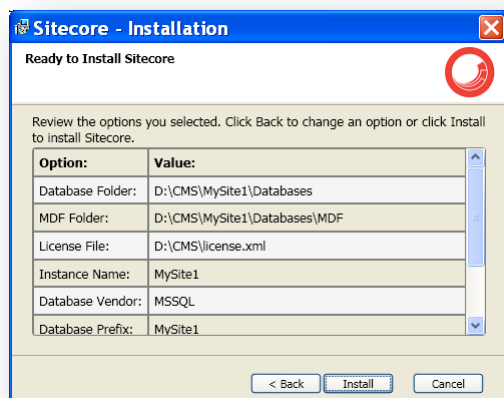 Sitecore - Installation
Ready to Install Sitecore
Review the options you selected. Click Back to change an option or click Install
to install Sitecore.
Option: Value:
Database Folder: D:\CMS\MySite1\Databases
MDF Folder: D:\CMS\MySite1\Databases\MDF
License File: D:\CMS\license.xml
Instance Name: MySite1
Database Vendor: MSSQL
Database Prefix: MySite1
< Back Install Cancel